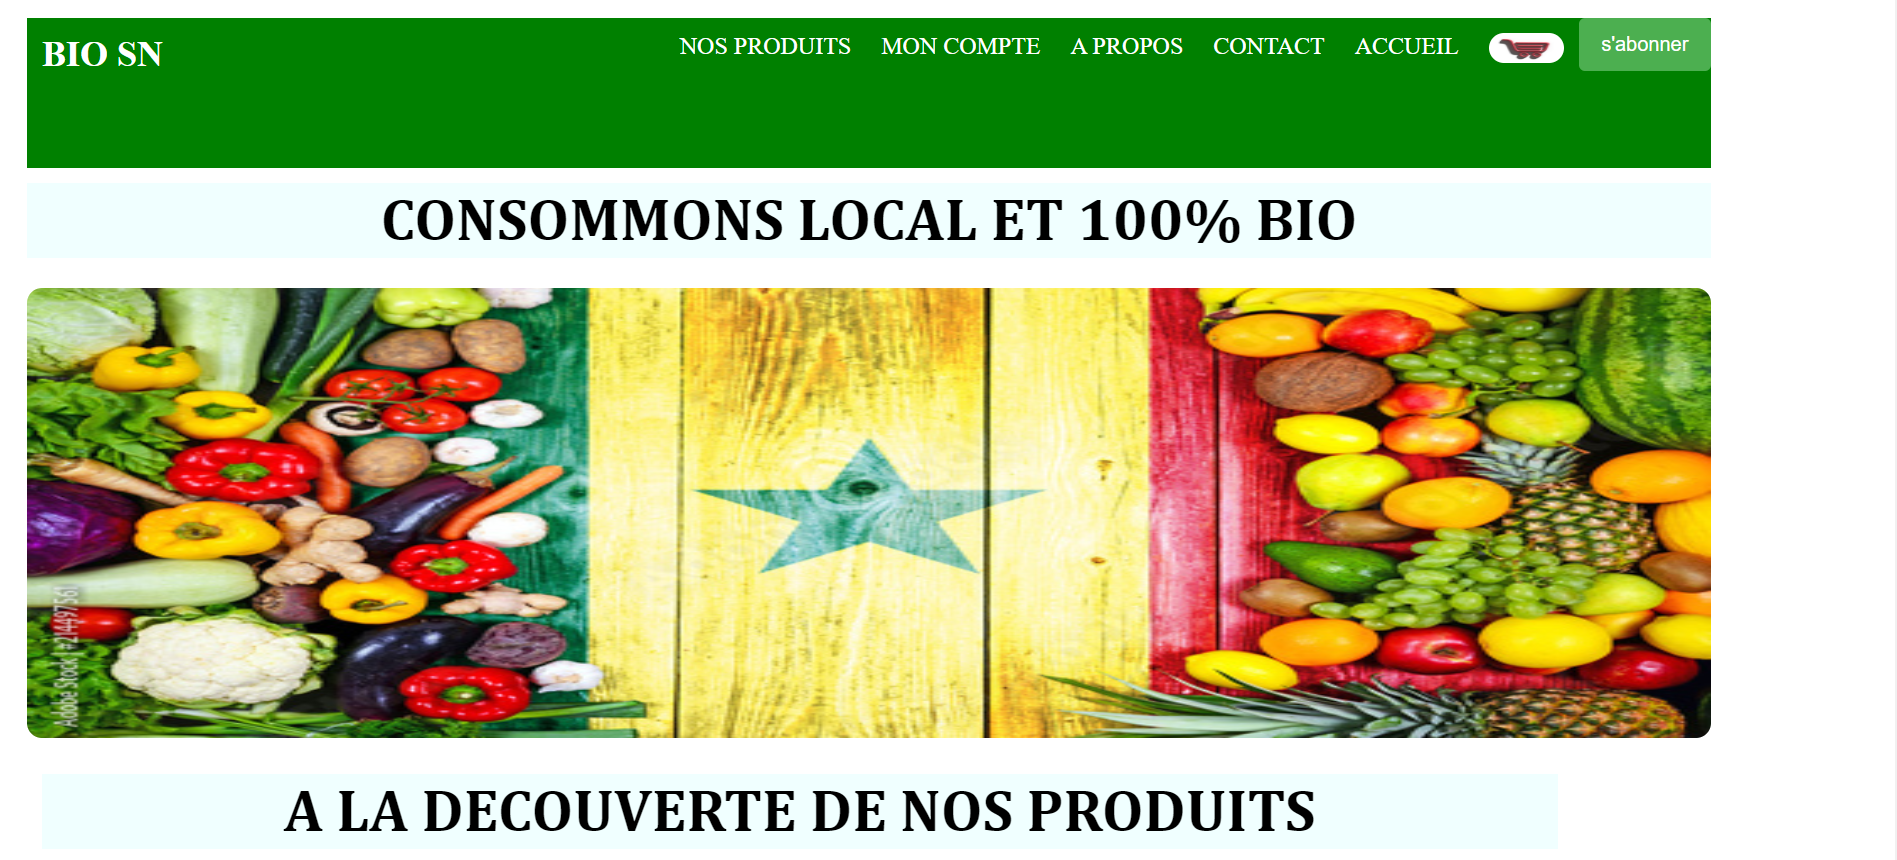 BIO SN
NOS PRODUITS MON COMPTE A PROPOS CONTACT ACCUEIL s'abonner
CONSOMMONS LOCAL ET 100% BIO
Adobe Stock | #214497561
A LA DECOUVERTE DE NOS PRODUITS